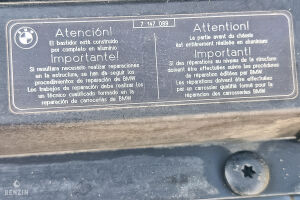 7 147 099
Atención!
El bastidor está construido
por completo en aluminio
Importante!
Si resultara necesario realizar reparaciones
en la estructura, se han de seguir los
procedimientos de reparación de BMW
Los trabajos de reparación debe realizarlos
un técnico cualificado formado en la
reparación de carrocerías de BMW
Attention!
La partie avant du châssis
est entièrement réalisée en aluminium
Important!
Si des réparations au niveau de la structure
doivent être effectuées suivre les procédures
de réparation éditées par BMW
Les réparations doivent être effectuées
par un carrossier qualifié formé pour la
réparation des carrosseries BMW
BENZIN